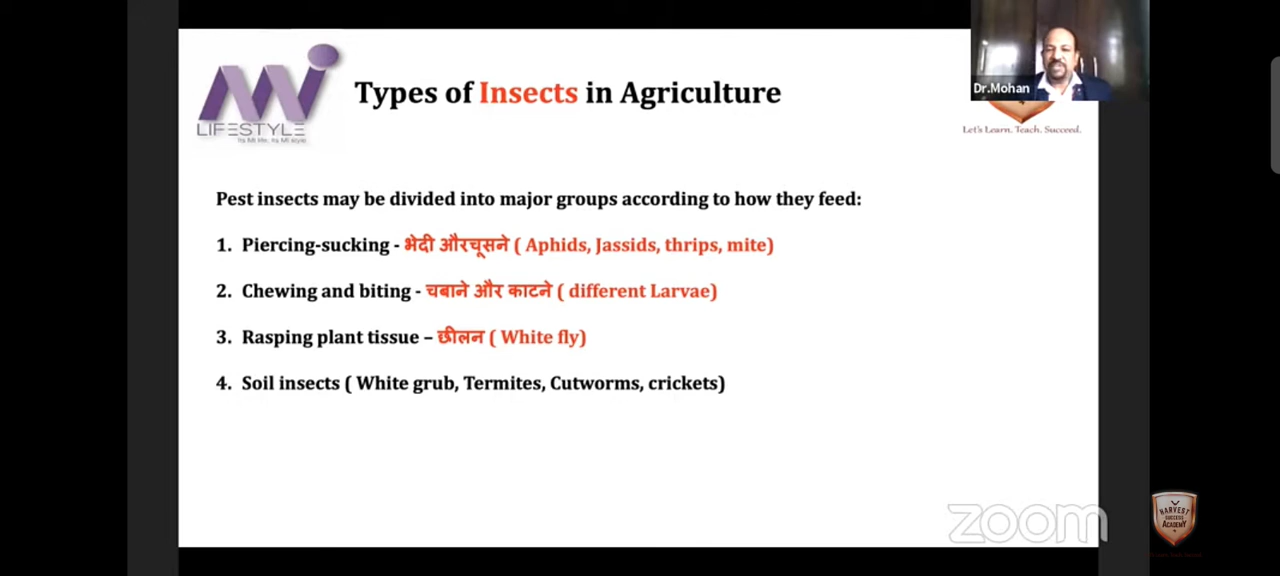 LIFESTYLE
Types of Insects in Agriculture
Dr.Mohan
Let's Learn. Teach. Succeed.
Pest insects may be divided into major groups according to how they feed:
1. Piercing-sucking - भेदी औरचूसने ( Aphids, Jassids, thrips, mite)
2. Chewing and biting - चबाने और काटने ( different Larvae)
3. Rasping plant tissue – छीलन ( White fly)
4. Soil insects ( White grub, Termites, Cutworms, crickets)
zoom
HARVEST
SUCCESS
ACADEMY